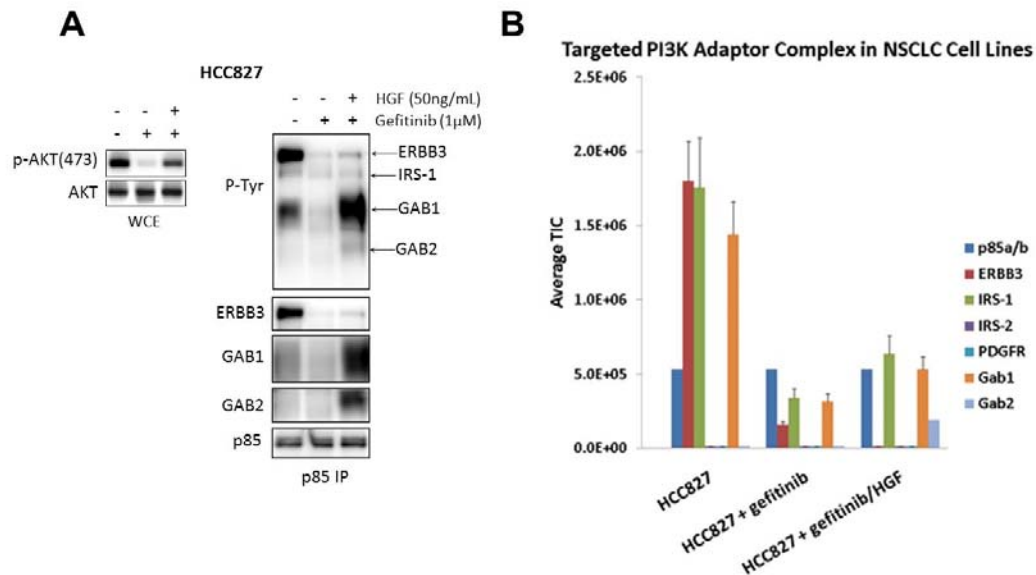 A
HCC827
- - +
- + +
p-AKT(473)
AKT
WCE
- - + HGF (50ng/mL)
- + + Gefitinib (1μM)
P-Tyr
ERBB3
IRS-1
GAB1
GAB2
ERBB3
GAB1
GAB2
p85
p85 IP
B
Targeted PI3K Adaptor Complex in NSCLC Cell Lines
Average TIC
2.5E+06
2.0E+06
1.5E+06
1.0E+06
5.0E+05
0.0E+00
HCC827
HCC827 + gefitinib
HCC827 + gefitinib/HGF
p85a/b
ERBB3
IRS-1
IRS-2
PDGFR
Gab1
Gab2